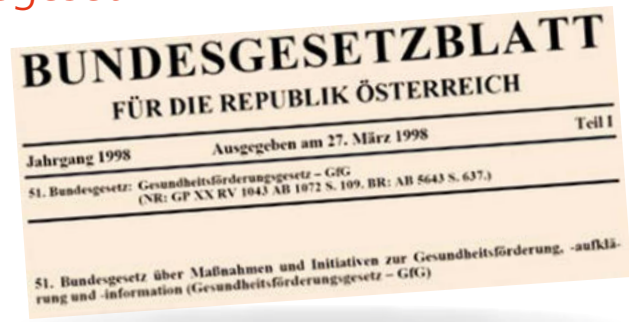 BUNDESGESETZBLATT
FÜR DIE REPUBLIK ÖSTERREICH
Jahrgang 1998 Ausgegeben am 27. März 1998 Teil I
51. Bundesgesetz: Gesundheitsförderungsgesetz – GfG
(NR: GP XX RV 1043 AB 1072 S. 109. BR: AB 5643 S. 637.)
51. Bundesgesetz über Maßnahmen und Initiativen zur Gesundheitsförderung, -aufklä-
rung und -information (Gesundheitsförderungsgesetz – GfG)